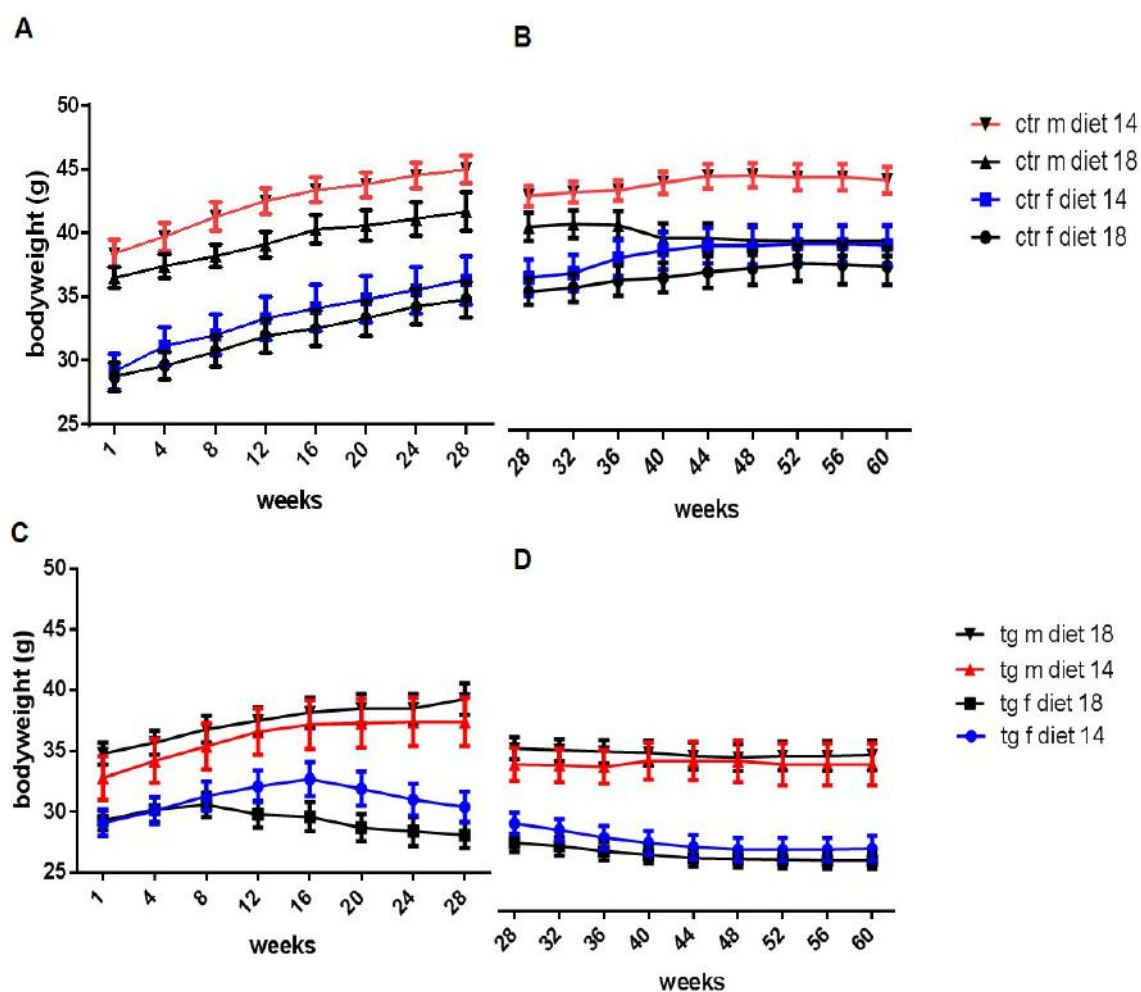 A
B
bodyweight (g)
50
45
40
35
30
25
1 4 8 12 16 20 24 28
weeks
28 32 36 40 44 48 52 56 60
weeks
ctr m diet 14
ctr m diet 18
ctr f diet 14
ctr f diet 18
C
D
bodyweight (g)
50
45
40
35
30
25
1 4 8 12 16 20 24 28
weeks
28 32 36 40 44 48 52 56 60
weeks
tg m diet 18
tg m diet 14
tg f diet 18
tg f diet 14